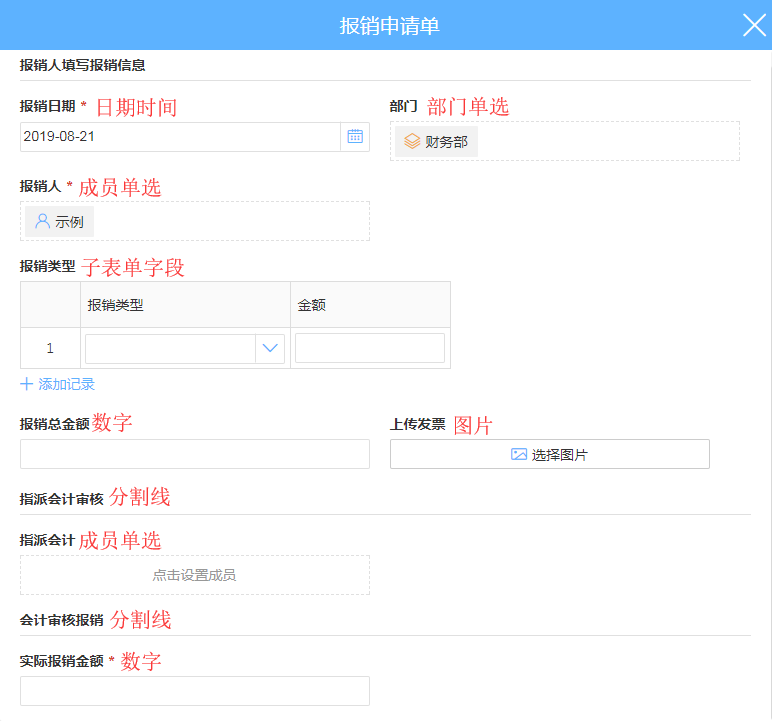 报销申请单
报销人填写报销信息
报销日期 * 日期时间
部门 部门单选
2019-08-21
财务部
报销人 * 成员单选
示例
报销类型 子表单字段
报销类型 金额
1
添加记录
报销总金额 数字
上传发票 图片
选择图片
指派会计审核 分割线
指派会计 成员单选
点击设置成员
会计审核报销 分割线
实际报销金额 * 数字